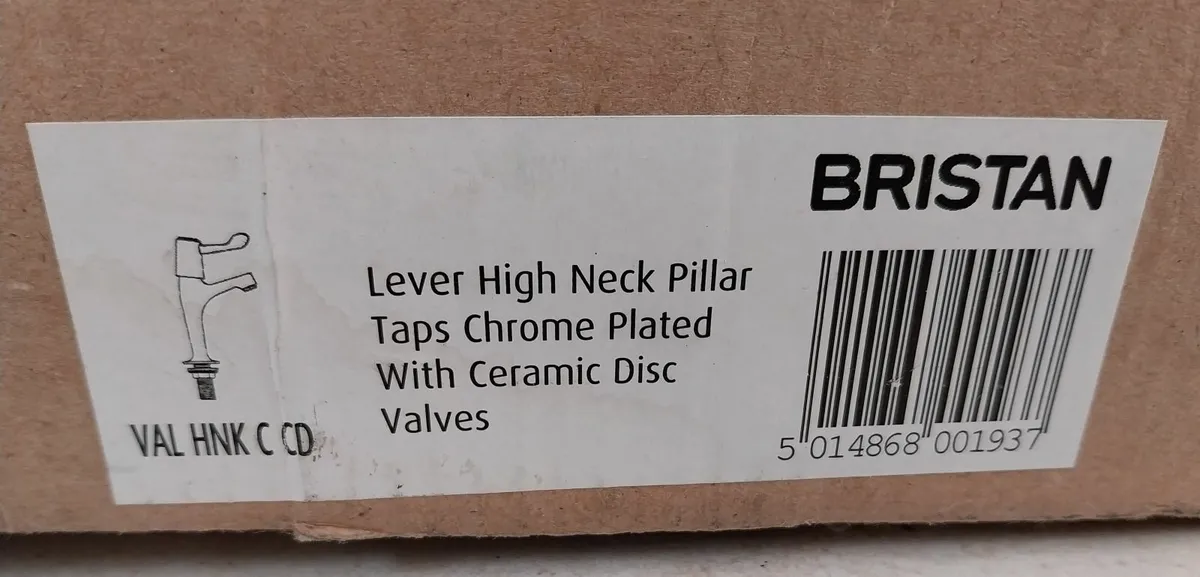 BRISTAN
Lever High Neck Pillar
Taps Chrome Plated
With Ceramic Disc
Valves
VAL HNK C CD
5 014868 001937